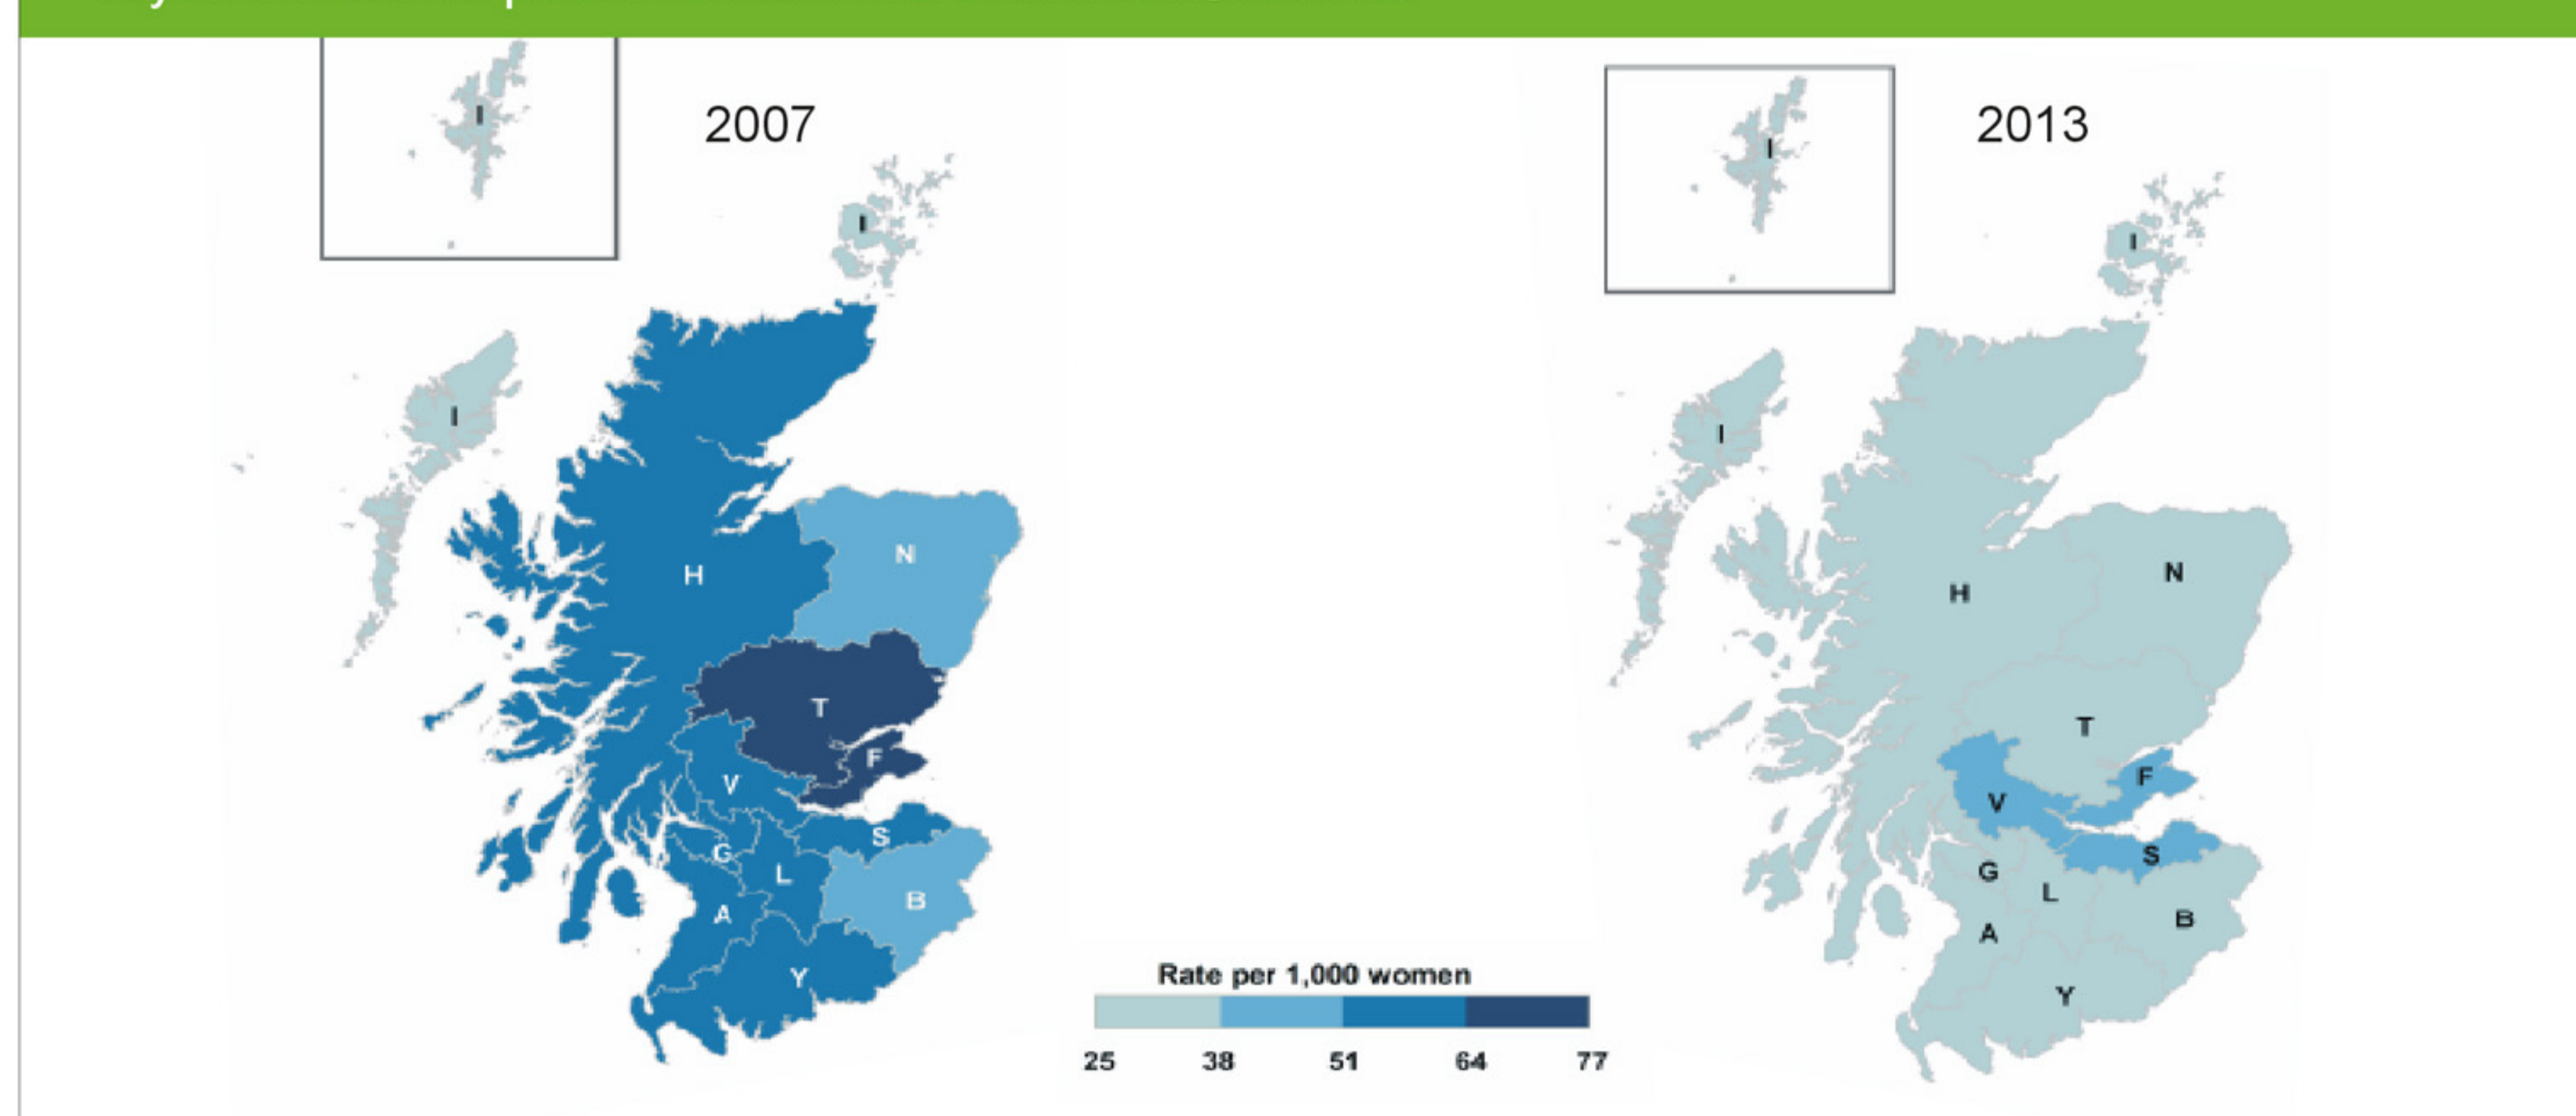 2007
2013
I
I
I
H
N
T
F
V
S
G
L
B
A
Y
I
I
I
H
N
T
F
V
S
G
L
B
A
Y
Rate per 1,000 women
25 38 51 64 77